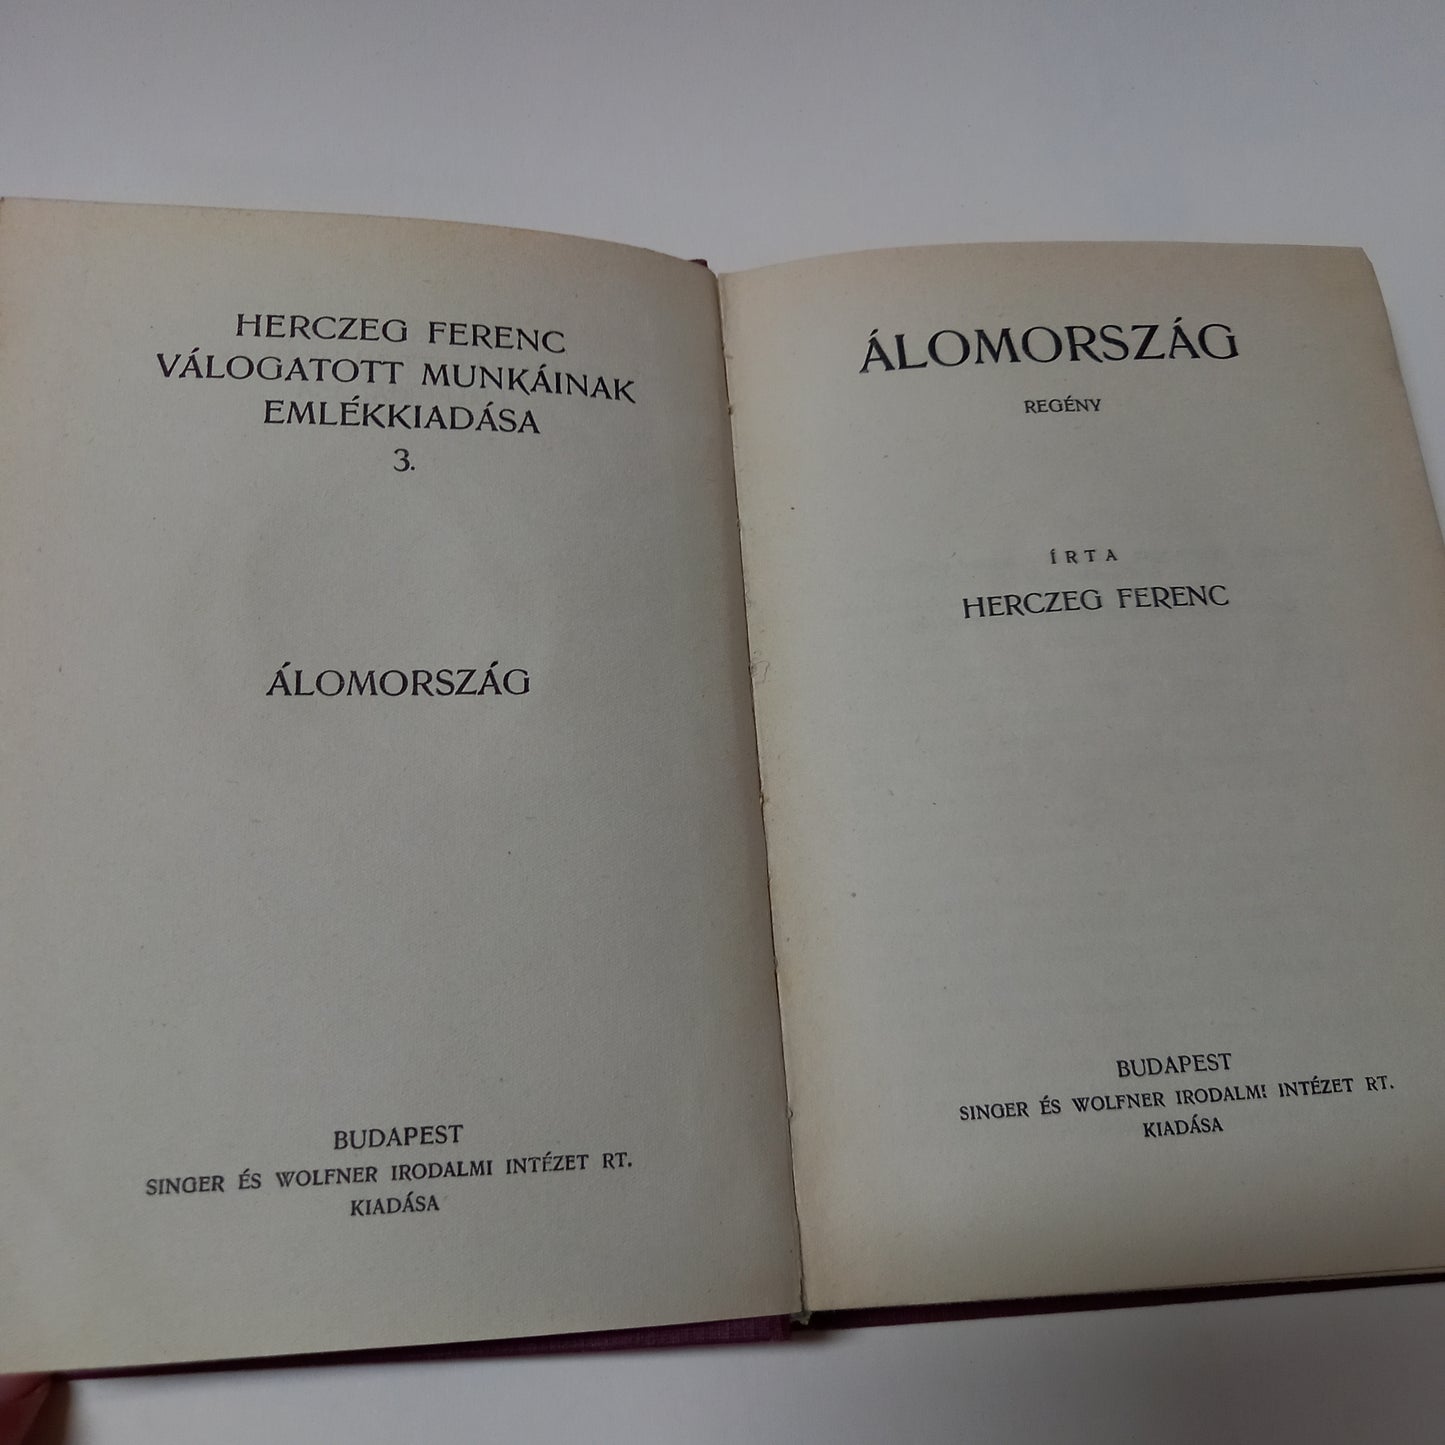 HERCZEG FERENC
VÁLOGATOTT MUNKÁINAK
EMLÉKKIADÁSA
3.
ÁLOMORSZÁG
BUDAPEST
SINGER ÉS WOLFNER IRODALMI INTÉZET RT.
KIADÁSA
ÁLOMORSZÁG
REGÉNY
ÍRTA
HERCZEG FERENC
BUDAPEST
SINGER ÉS WOLFNER IRODALMI INTÉZET RT.
KIADÁSA